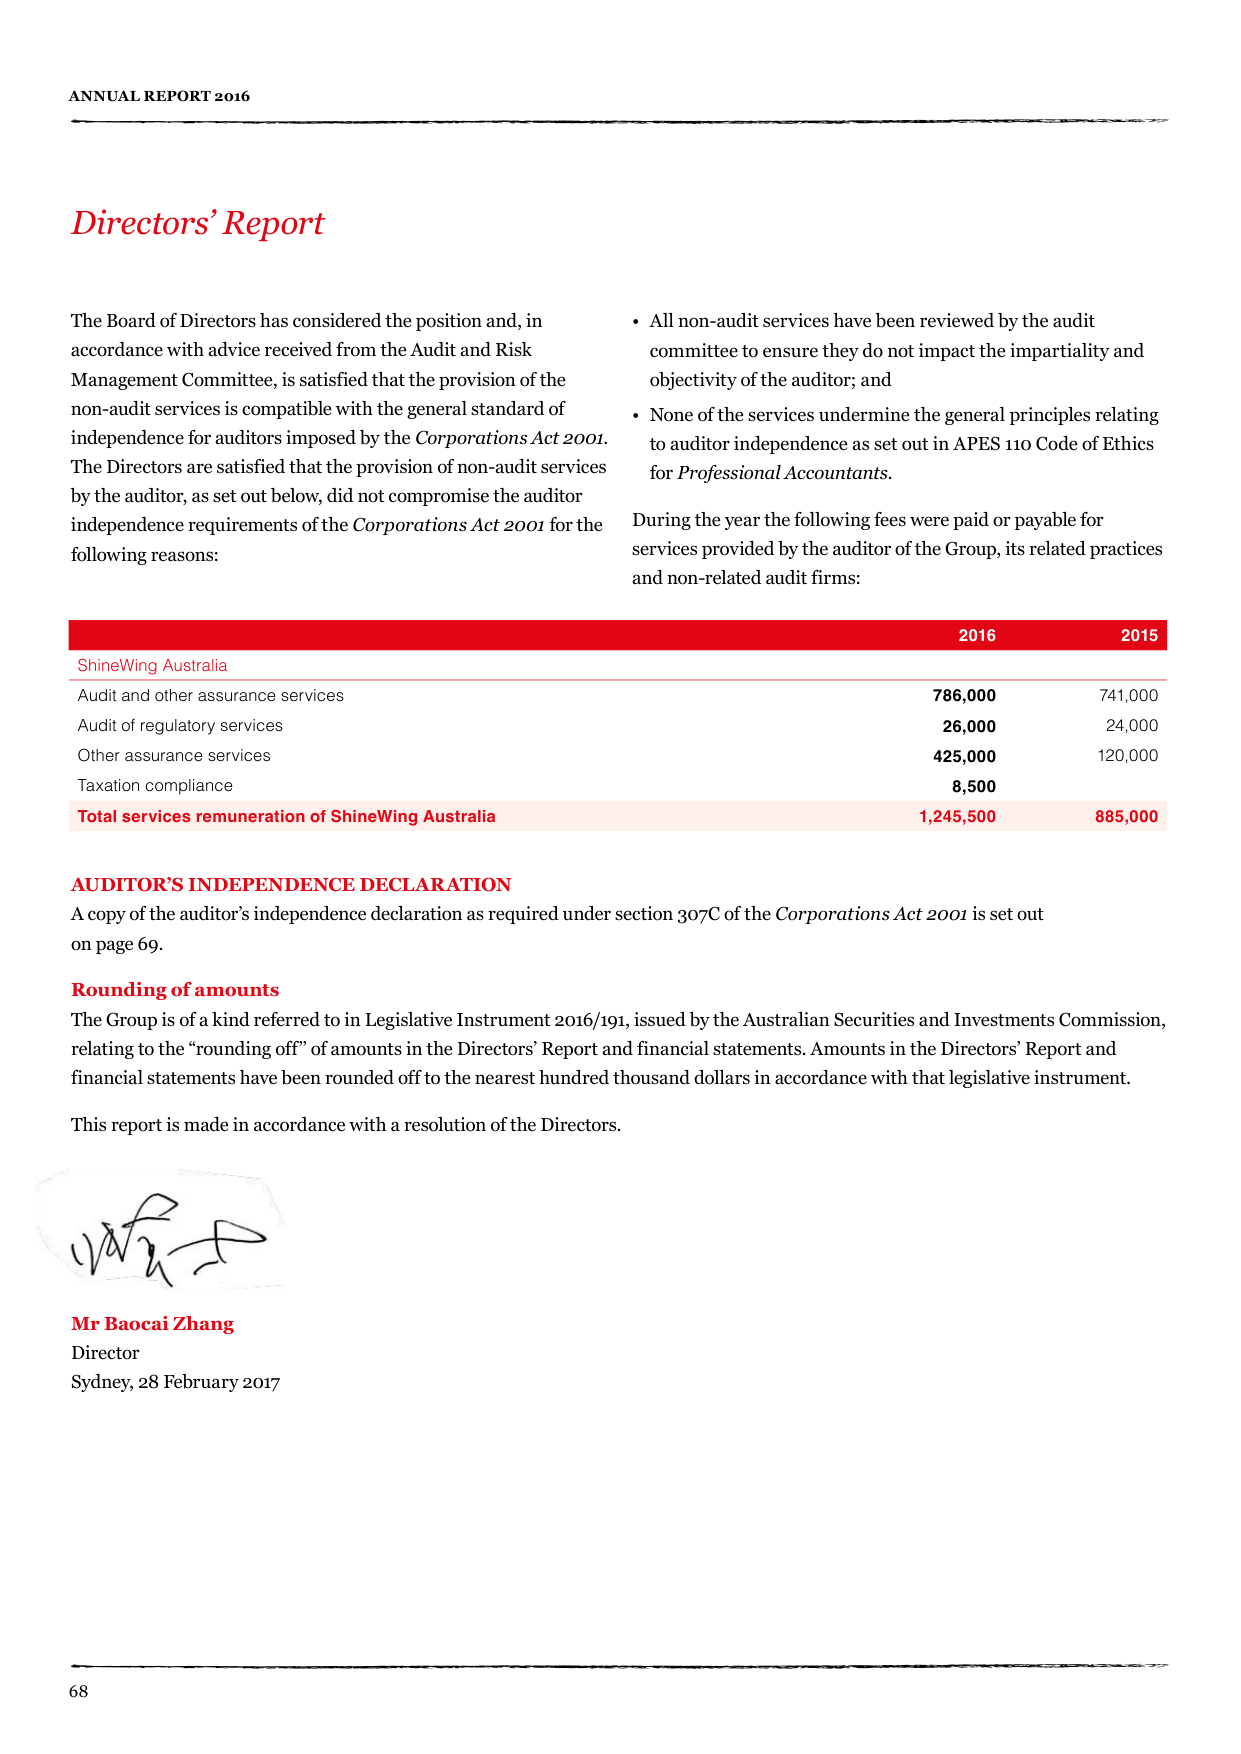 ANNUAL REPORT 2016
Directors’ Report
The Board of Directors has considered the position and, in
accordance with advice received from the Audit and Risk
Management Committee, is satisfied that the provision of the
non-audit services is compatible with the general standard of
independence for auditors imposed by the Corporations Act 2001.
The Directors are satisfied that the provision of non-audit services
by the auditor, as set out below, did not compromise the auditor
independence requirements of the Corporations Act 2001 for the
following reasons:
• All non-audit services have been reviewed by the audit
committee to ensure they do not impact the impartiality and
objectivity of the auditor; and
• None of the services undermine the general principles relating
to auditor independence as set out in APES 110 Code of Ethics
for Professional Accountants.
During the year the following fees were paid or payable for
services provided by the auditor of the Group, its related practices
and non-related audit firms:
2016 2015
ShineWing Australia
Audit and other assurance services 786,000 741,000
Audit of regulatory services 26,000 24,000
Other assurance services 425,000 120,000
Taxation compliance 8,500
Total services remuneration of ShineWing Australia 1,245,500 885,000
AUDITOR’S INDEPENDENCE DECLARATION
A copy of the auditor’s independence declaration as required under section 307C of the Corporations Act 2001 is set out
on page 69.
Rounding of amounts
The Group is of a kind referred to in Legislative Instrument 2016/191, issued by the Australian Securities and Investments Commission,
relating to the “rounding off” of amounts in the Directors’ Report and financial statements. Amounts in the Directors’ Report and
financial statements have been rounded off to the nearest hundred thousand dollars in accordance with that legislative instrument.
This report is made in accordance with a resolution of the Directors.
Mr Baocai Zhang
Director
Sydney, 28 February 2017
68